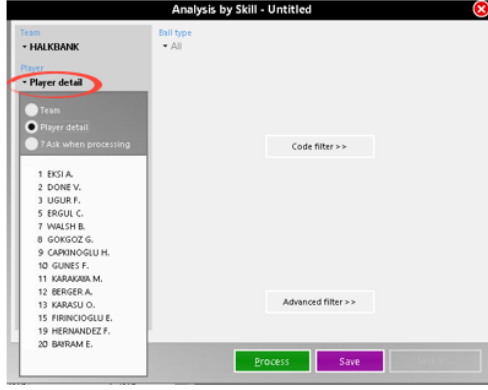 Analysis by Skill - Untitled
Team
HALKBANK
Ball type
All
Player
Player detail
Team
Player detail
? Ask when processing
Code filter >>
1 EKSI A.
2 DONE V.
3 UGUR F.
5 ERGUL C.
7 WALSH B.
8 GOKGOZ G.
9 CAPKINOGLU H.
10 GUNES F.
11 KARAKAYA M.
12 BERGER A.
13 KARASU O.
15 FIRINCIOGLU E.
19 HERNANDEZ F.
20 BAYRAM E.
Advanced filter >>
Process
Save